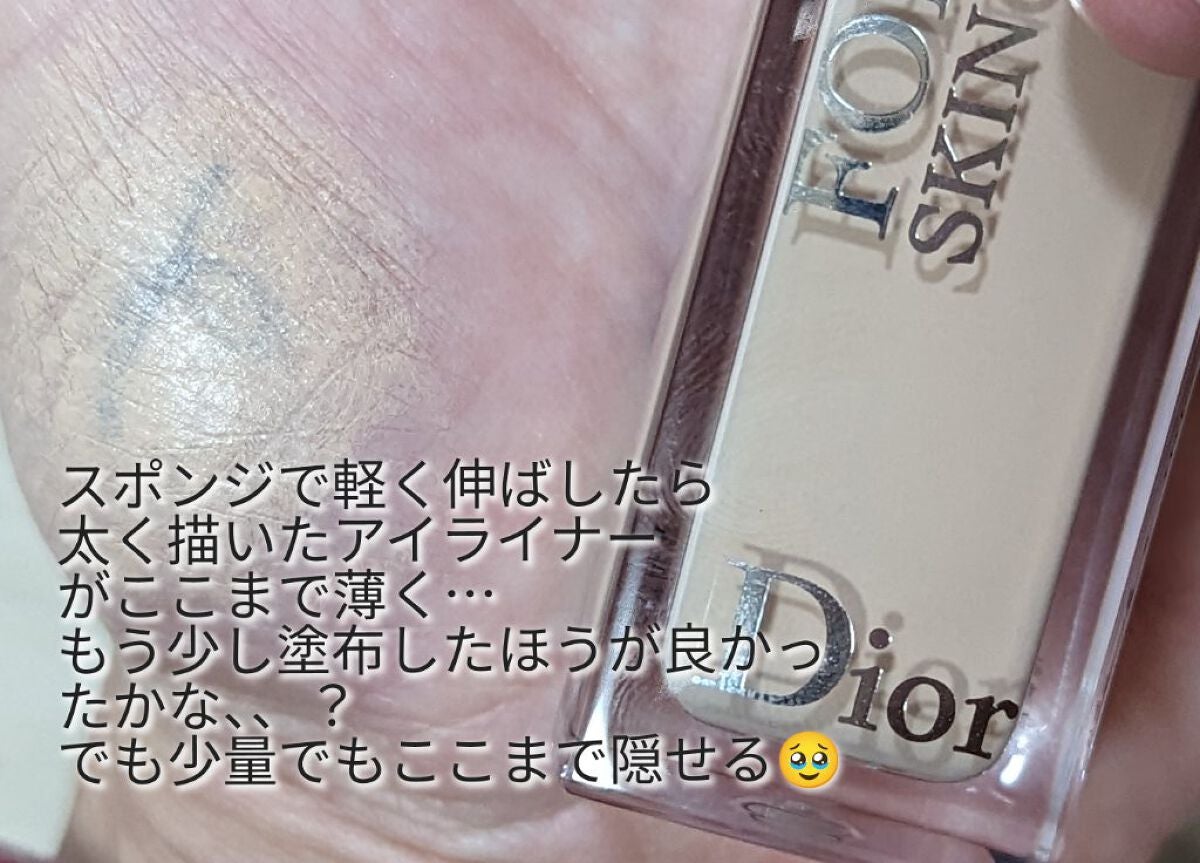 FOR
SKIN
Dior
スポンジで軽く伸ばしたら
太く描いたアイライナー
がここまで薄く…
もう少し塗布したほうが良かっ
たかな、、？
でも少量でもここまで隠せる🥹